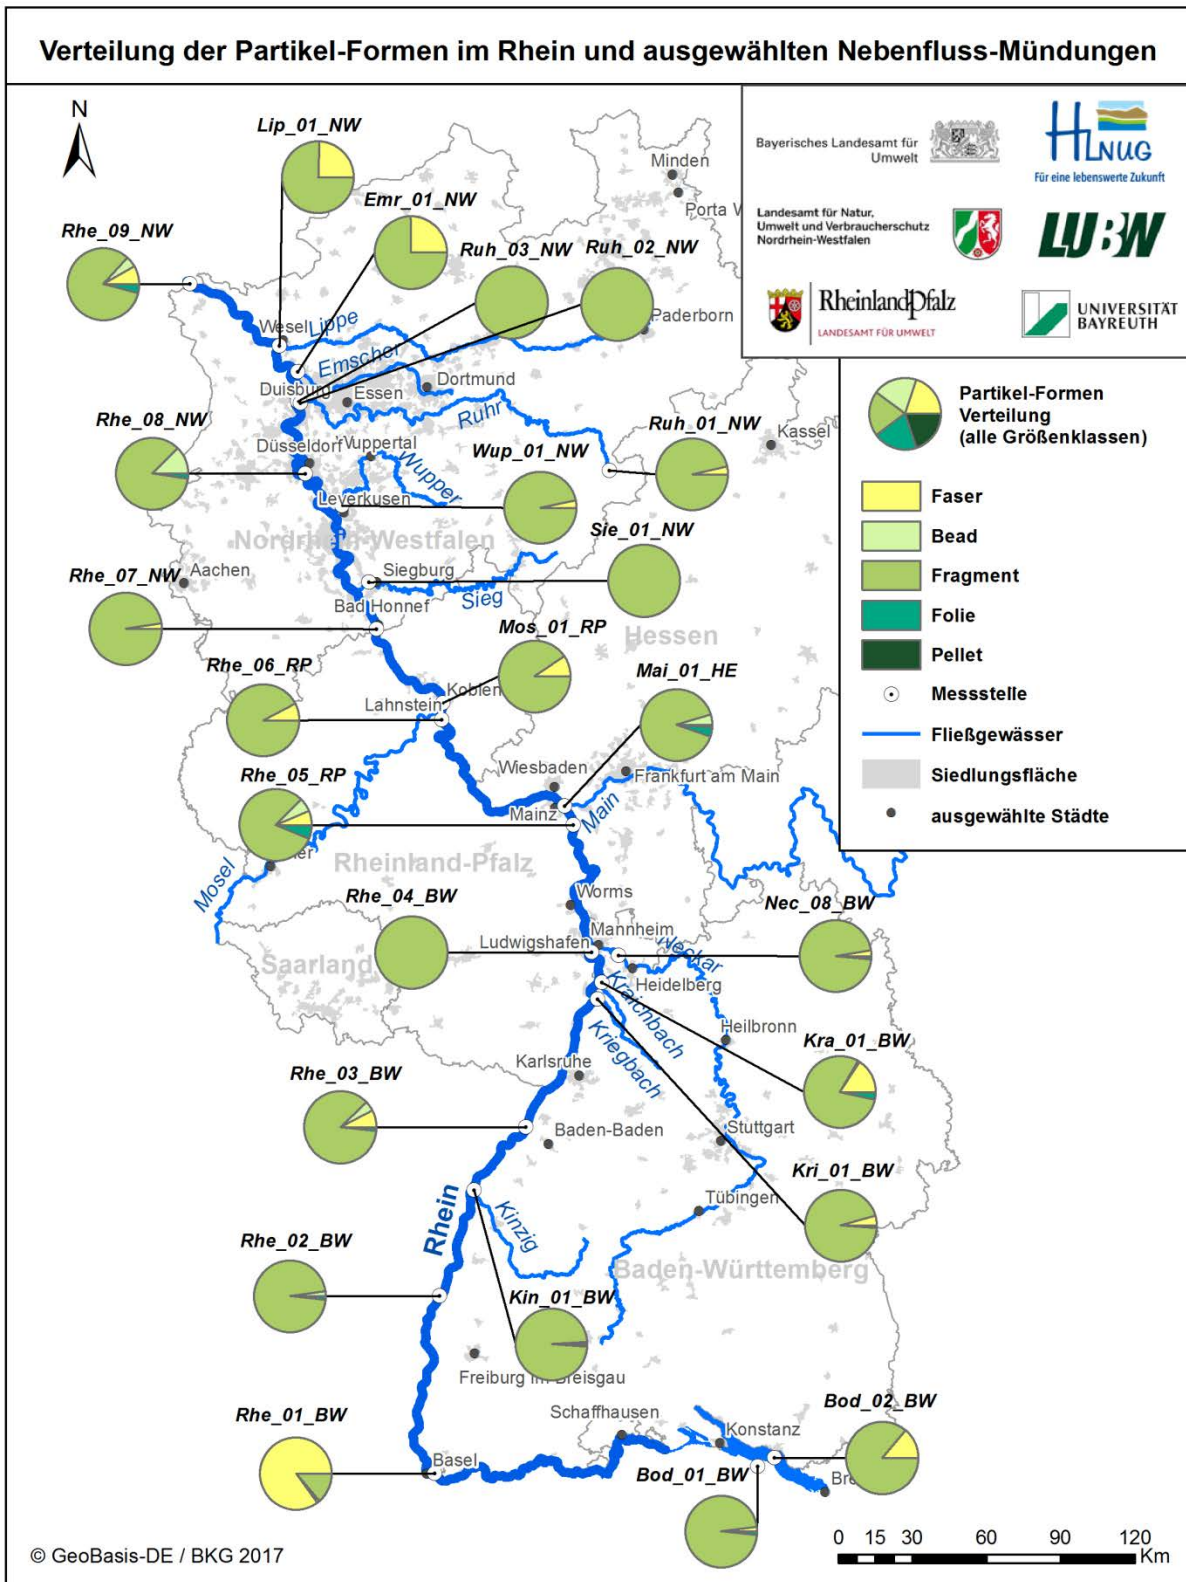 Verteilung der Partikel-Formen im Rhein und ausgewählten Nebenfluss-Mündungen
N
Bayerisches Landesamt für
Umwelt
HLNUG
Für eine lebenswerte Zukunft
Landesamt für Natur,
Umwelt und Verbraucherschutz
Nordrhein-Westfalen
LUBW
RheinlandPfalz
LANDESAMT FÜR UMWELT
UNIVERSITÄT
BAYREUTH
Partikel-Formen
Verteilung
(alle Größenklassen)
Faser
Bead
Fragment
Folie
Pellet
Messstelle
Fließgewässer
Siedlungsfläche
ausgewählte Städte
Lip_01_NW
Emr_01_NW
Rhe_09_NW
Ruh_03_NW
Ruh_02_NW
Minden
Porta
Paderborn
Wesel
Lippe
Emscher
Duisburg
Essen
Dortmund
Ruhr
Rhe_08_NW
Düsseldorf
Wuppertal
Wupper
Wup_01_NW
Ruh_01_NW
Kassel
Leverkusen
Nordrhein-Westfalen
Sie_01_NW
Rhe_07_NW
Aachen
Siegburg
Sieg
Bad Honnef
Mos_01_RP
Hessen
Rhe_06_RP
Koblen
Lahnstein
Mai_01_HE
Wiesbaden
Frankfurt am Main
Rhe_05_RP
Mainz
Main
Mosel
Rheinland-Pfalz
Rhe_04_BW
Worms
Nec_08_BW
Mannheim
Ludwigshafen
Neckar
Saarland
Heidelberg
Kraichbach
Kriegbach
Heilbronn
Kra_01_BW
Karlsruhe
Rhe_03_BW
Baden-Baden
Stuttgart
Kri_01_BW
Rhein
Kinzig
Tübingen
Rhe_02_BW
Baden-Württemberg
Kin_01_BW
Freiburg im Breisgau
Rhe_01_BW
Schaffhausen
Konstanz
Bod_02_BW
Basel
Bod_01_BW
Bre
© GeoBasis-DE / BKG 2017
0 15 30 60 90 120
Km